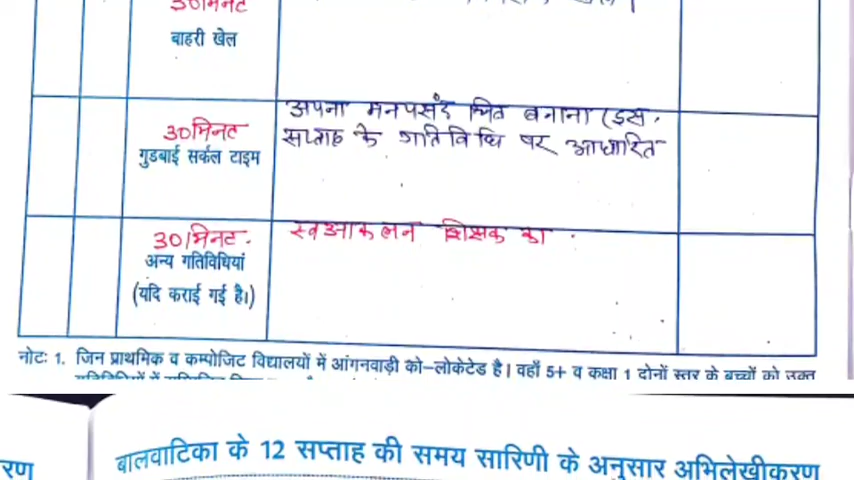 30मिनट
बाहरी खेल
अपना मनपसंद चित्र बनाना (इस
30मिनट
सप्ताह के गतिविधि पर आधारित
गुडबाई सर्कल टाइम
30मिनट.
स्वआकलन शिक्षक का .
अन्य गतिविधियां
(यदि कराई गई है।)
नोटः 1. जिन प्राथमिक व कम्पोजिट विद्यालयों में आंगनवाड़ी को–लोकेटेड है। वहाँ 5+ व कक्षा 1 दोनों स्तर के बच्चों को उक्त
रण
बालवाटिका के 12 सप्ताह की समय सारिणी के अनुसार अभिलेखीकरण